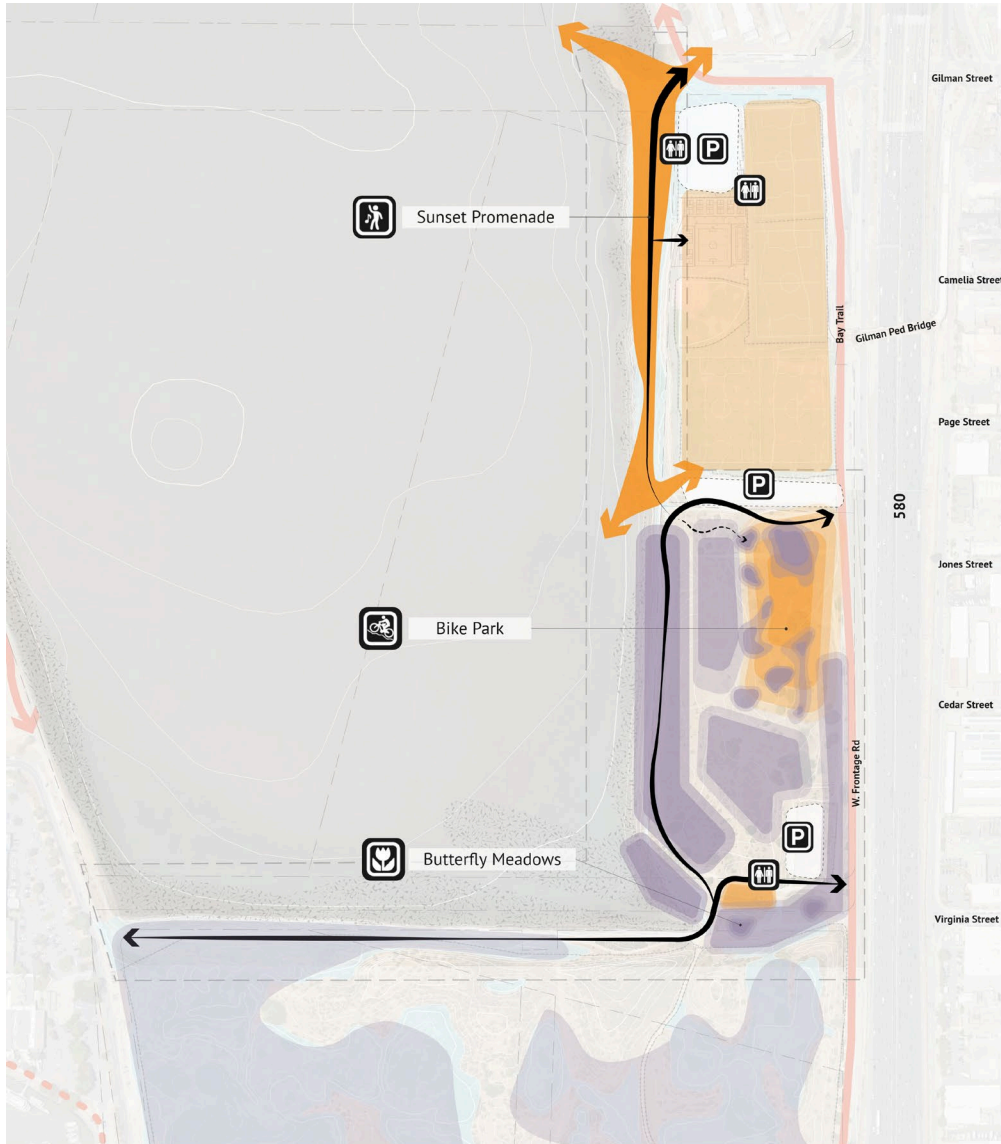 Gilman Street
P
Sunset Promenade
Camelia Street
Bay Trail
Gilman Ped Bridge
Page Street
P
580
Jones Street
Bike Park
Cedar Street
W. Frontage Rd
P
Butterfly Meadows
Virginia Street